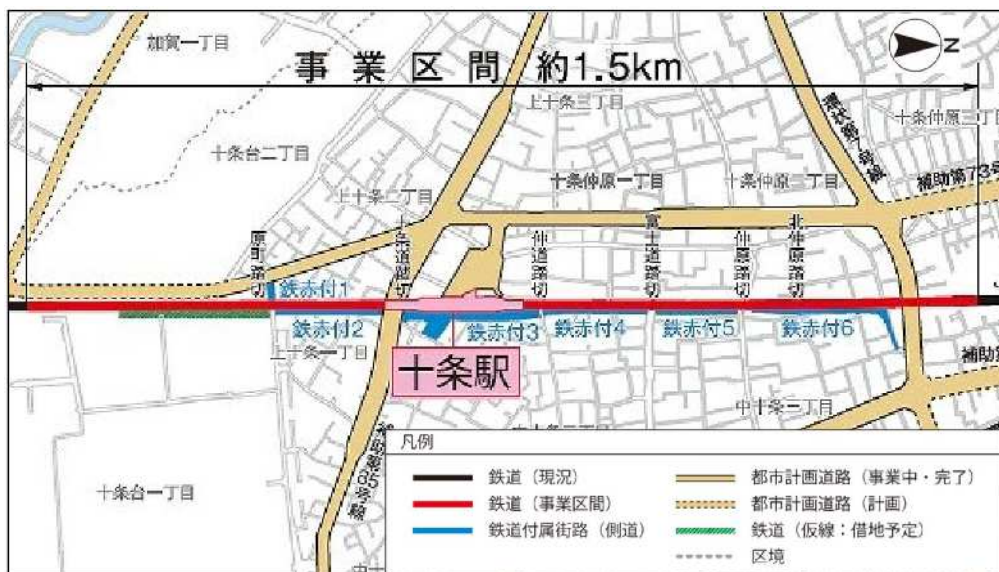 加賀一丁目
N
事業区間 約1.5km
上十条三丁目
環状第7号線
十条仲原三丁目
十条台二丁目
十条仲原一丁目
十条仲原二丁目
補助第73号
上十条二丁目
原町踏切
十条道踏切
仲道踏切
富士道踏切
仲原踏切
北仲原踏切
鉄赤付1
鉄赤付2
鉄赤付3
鉄赤付4
鉄赤付5
鉄赤付6
上十条一丁目
十条駅
補助第
中十条一丁目
十条台一丁目
補助第85号線
凡例
鉄道(現況)
都市計画道路(事業中・完了)
鉄道(事業区間)
都市計画道路(計画)
鉄道付属街路(側道)
鉄道(仮線:借地予定)
区境